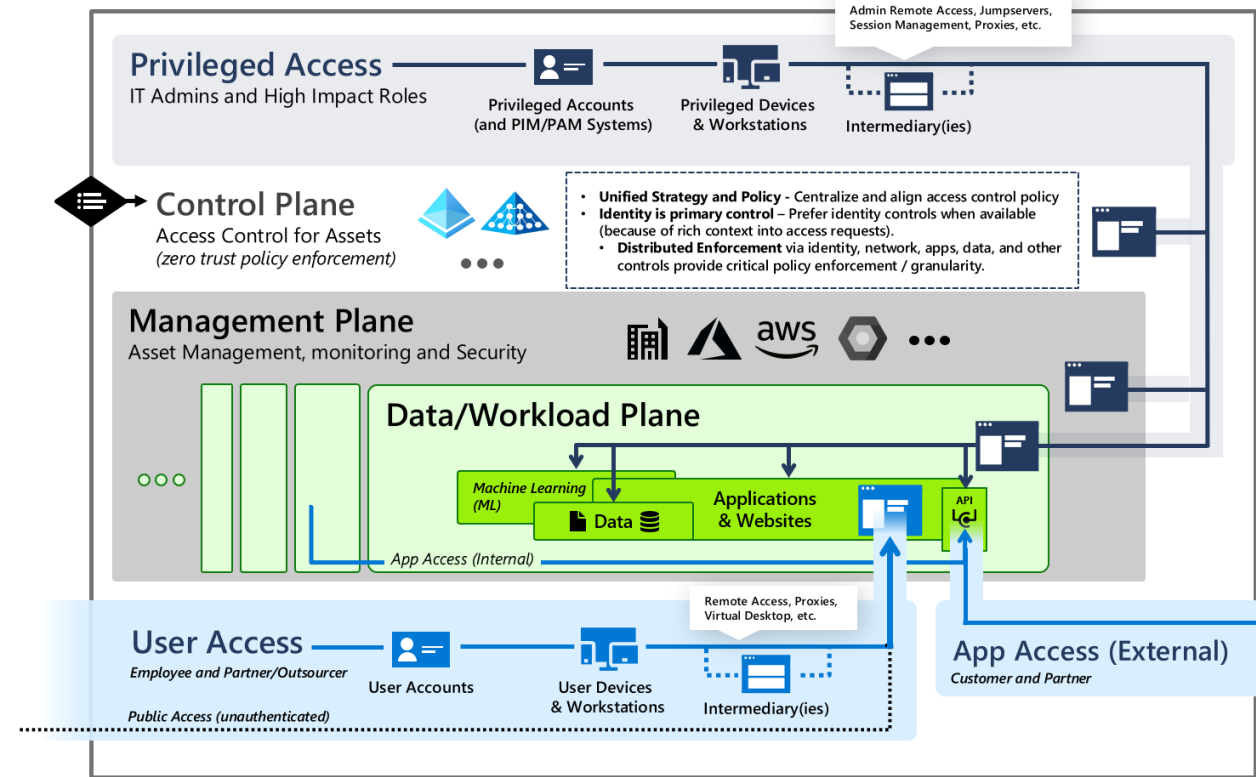 Admin Remote Access, Jumpservers,
Session Management, Proxies, etc.
Privileged Access
IT Admins and High Impact Roles
Privileged Accounts
(and PIM/PAM Systems)
Privileged Devices
& Workstations
Intermediary(ies)
Control Plane
Access Control for Assets
(zero trust policy enforcement)
• Unified Strategy and Policy - Centralize and align access control policy
• Identity is primary control – Prefer identity controls when available
(because of rich context into access requests).
• Distributed Enforcement via identity, network, apps, data, and other
controls provide critical policy enforcement / granularity.
Management Plane
Asset Management, monitoring and Security
aws
Data/Workload Plane
Machine Learning
(ML)
Data
Applications
& Websites
API
App Access (Internal)
Remote Access, Proxies,
Virtual Desktop, etc.
User Access
Employee and Partner/Outsourcer
User Accounts
User Devices
& Workstations
Intermediary(ies)
Public Access (unauthenticated)
App Access (External)
Customer and Partner